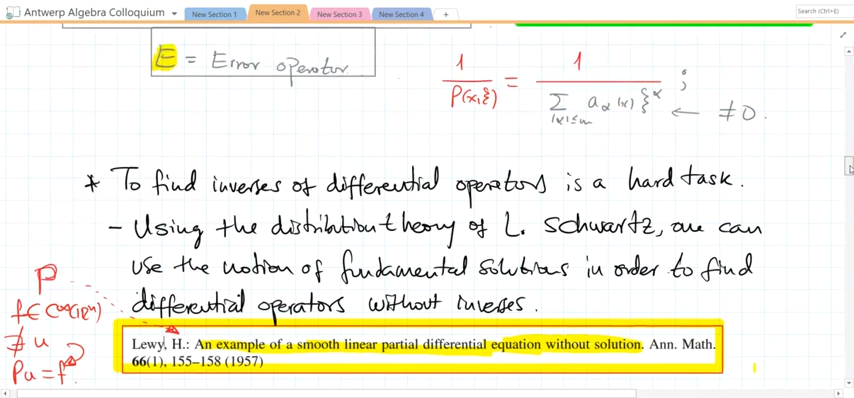 Antwerp Algebra Colloquium
New Section 1
New Section 2
New Section 3
New Section 4
+
Search (Ctrl+E)
E = Error operator
1 / P(x,ξ) = 1 / Σ_{|α|≤m} a_α(x) ξ^α ;
← ≠ 0.
* To find inverses of differential operators is a hard task.
- Using the distribution theory of L. Schwartz, one can
use the notion of fundamental solutions in order to find
differential operators without inverses.
P
f ∈ C^∞(ℝ^n)
∄ u
Pu = f
Lewy, H.: An example of a smooth linear partial differential equation without solution. Ann. Math.
66(1), 155–158 (1957)